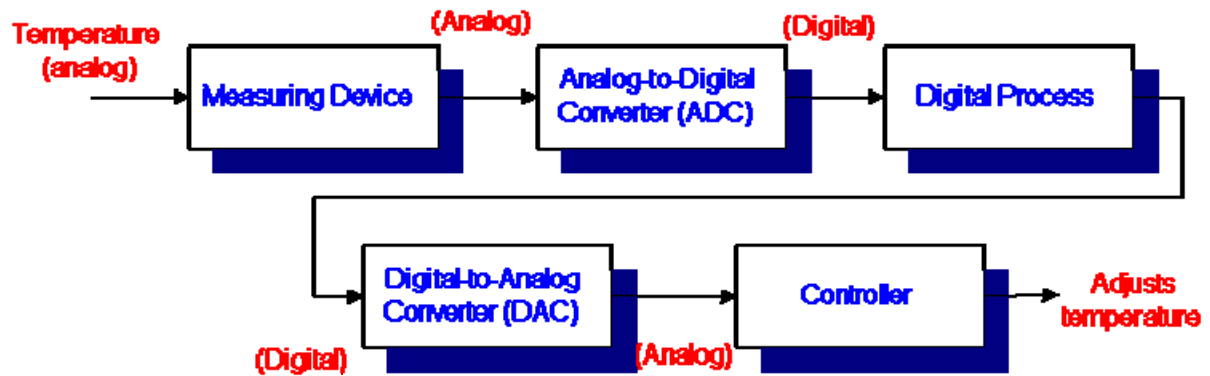 Temperature
(analog)
(Analog)
(Digital)
Measuring Device
Analog-to-Digital
Converter (ADC)
Digital Process
Digital-to-Analog
Converter (DAC)
Controller
Adjusts
temperature
(Digital)
(Analog)